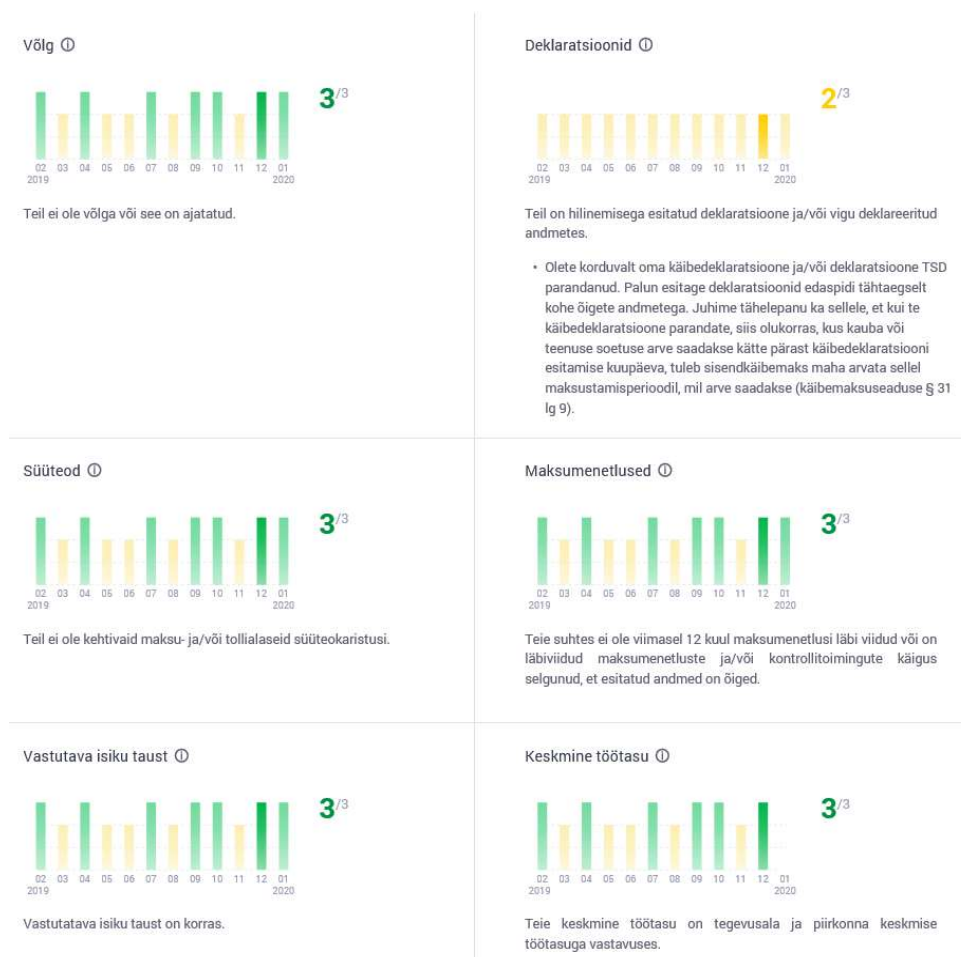 Võlg ⓘ
3/3
02 03 04 05 06 07 08 09 10 11 12 01
2019 2020
Teil ei ole võlga või see on ajatatud.
Deklaratsioonid ⓘ
2/3
02 03 04 05 06 07 08 09 10 11 12 01
2019 2020
Teil on hilinemisega esitatud deklaratsioone ja/või vigu deklareeritud
andmetes.
• Olete korduvalt oma käibedeklaratsioone ja/või deklaratsioone TSD
parandanud. Palun esitage deklaratsioonid edaspidi tähtaegselt
kohe õigete andmetega. Juhime tähelepanu ka sellele, et kui te
käibedeklaratsioone parandate, siis olukorras, kus kauba või
teenuse soetuse arve saadakse kätte pärast käibedeklaratsiooni
esitamise kuupäeva, tuleb sisendkäibemaks maha arvata sellel
maksustamisperioodil, mil arve saadakse (käibemaksuseaduse § 31
lg 9).
Süüteod ⓘ
3/3
02 03 04 05 06 07 08 09 10 11 12 01
2019 2020
Teil ei ole kehtivaid maksu- ja/või tollialaseid süüteokaristusi.
Maksumenetlused ⓘ
3/3
02 03 04 05 06 07 08 09 10 11 12 01
2019 2020
Teie suhtes ei ole viimasel 12 kuul maksumenetlusi läbi viidud või on
läbiviidud maksumenetluste ja/või kontrollitoimingute käigus
selgunud, et esitatud andmed on õiged.
Vastutava isiku taust ⓘ
3/3
02 03 04 05 06 07 08 09 10 11 12 01
2019 2020
Vastutatava isiku taust on korras.
Keskmine töötasu ⓘ
3/3
02 03 04 05 06 07 08 09 10 11 12 01
2019 2020
Teie keskmine töötasu on tegevusala ja piirkonna keskmise
töötasuga vastavuses.